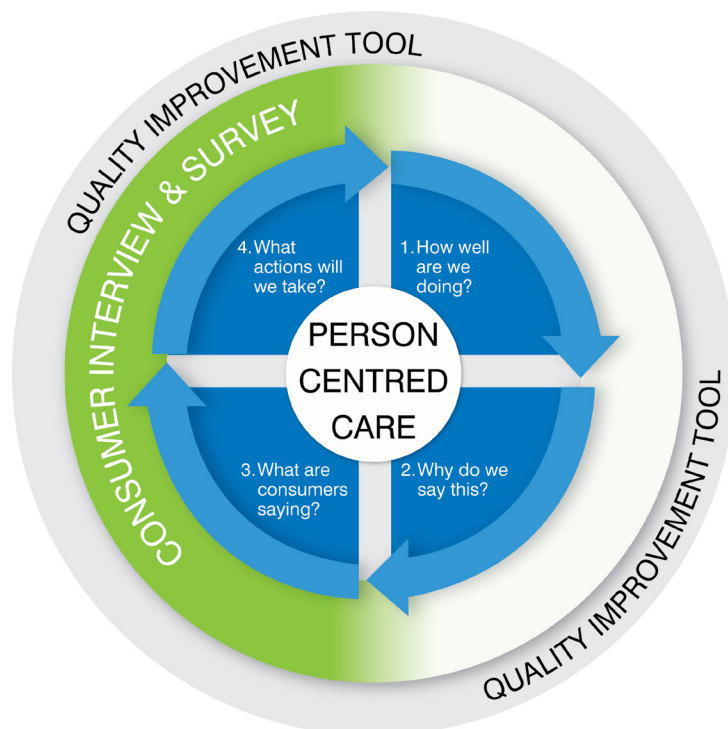 QUALITY IMPROVEMENT TOOL
CONSUMER INTERVIEW & SURVEY
4. What
actions will
we take?
1. How well
are we
doing?
PERSON
CENTRED
CARE
3. What are
consumers
saying?
2. Why do we
say this?
QUALITY IMPROVEMENT TOOL